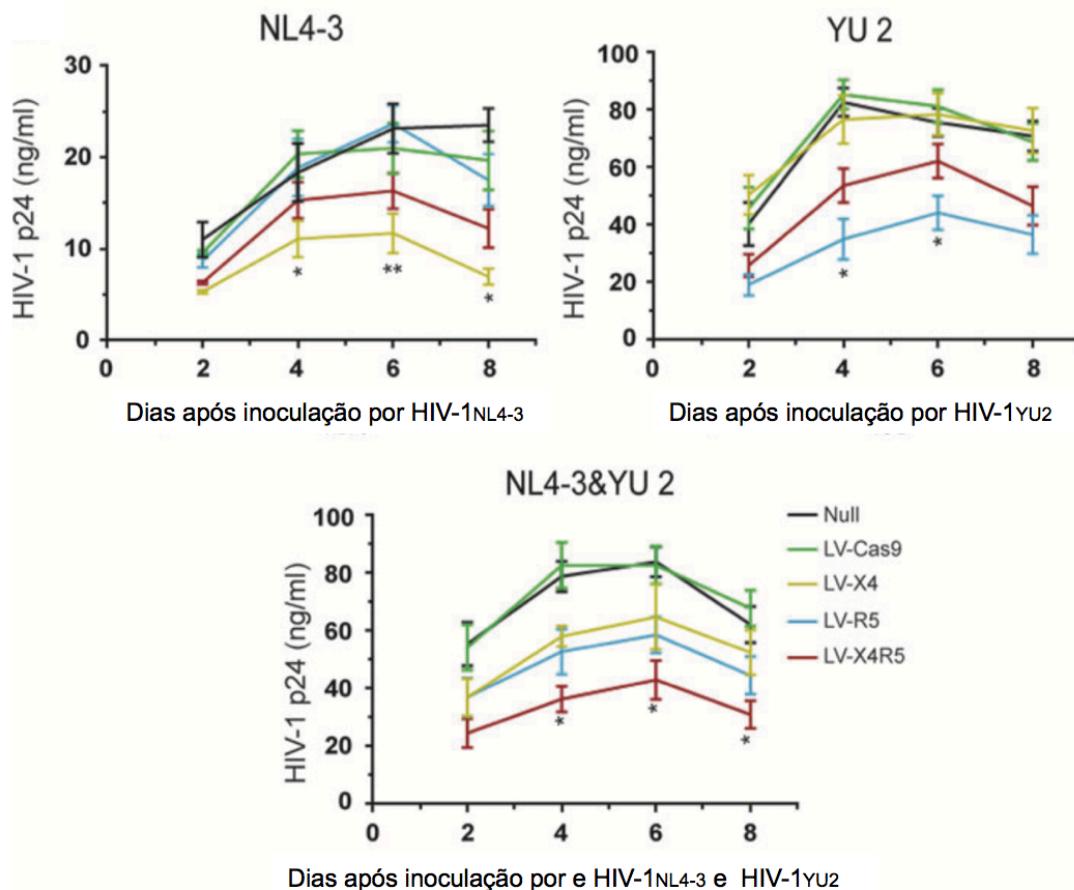 NL4-3
HIV-1 p24 (ng/ml)
30
20
10
0
0 2 4 6 8
* ** *
Dias após inoculação por HIV-1NL4-3
YU 2
HIV-1 p24 (ng/ml)
100
80
60
40
20
0
0 2 4 6 8
* *
Dias após inoculação por HIV-1YU2
NL4-3&YU 2
HIV-1 p24 (ng/ml)
100
80
60
40
20
0
0 2 4 6 8
* * *
Null
LV-Cas9
LV-X4
LV-R5
LV-X4R5
Dias após inoculação por e HIV-1NL4-3 e HIV-1YU2